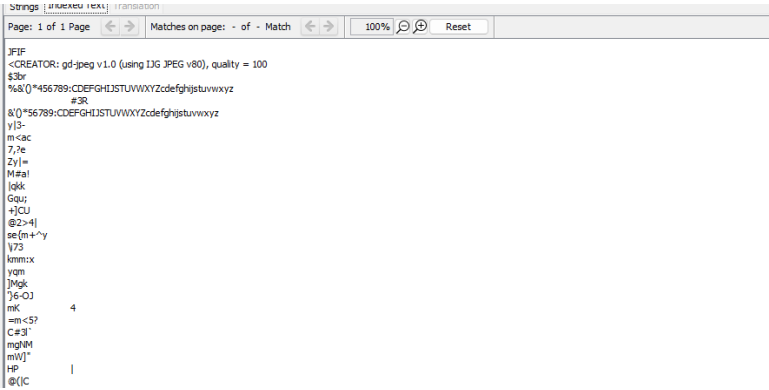 Strings Indexed Text Translation
Page: 1 of 1 Page Matches on page: - of - Match 100% Reset
JFIF
<CREATOR: gd-jpeg v1.0 (using IJG JPEG v80), quality = 100
$3br
%&'()*456789:CDEFGHIJSTUVWXYZcdefghijstuvwxyz
#3R
&'()*56789:CDEFGHIJSTUVWXYZcdefghijstuvwxyz
y|3-
m<ac
7,?e
Zy|=
M#a!
|qkk
Gqu;
+]CU
@2>4|
se{m+^y
\j73
kmm:x
yqm
]Mgk
'}6-OJ
mK 4
=m<5?
C#3l`
mgNM
mW]"
HP |
@(|C